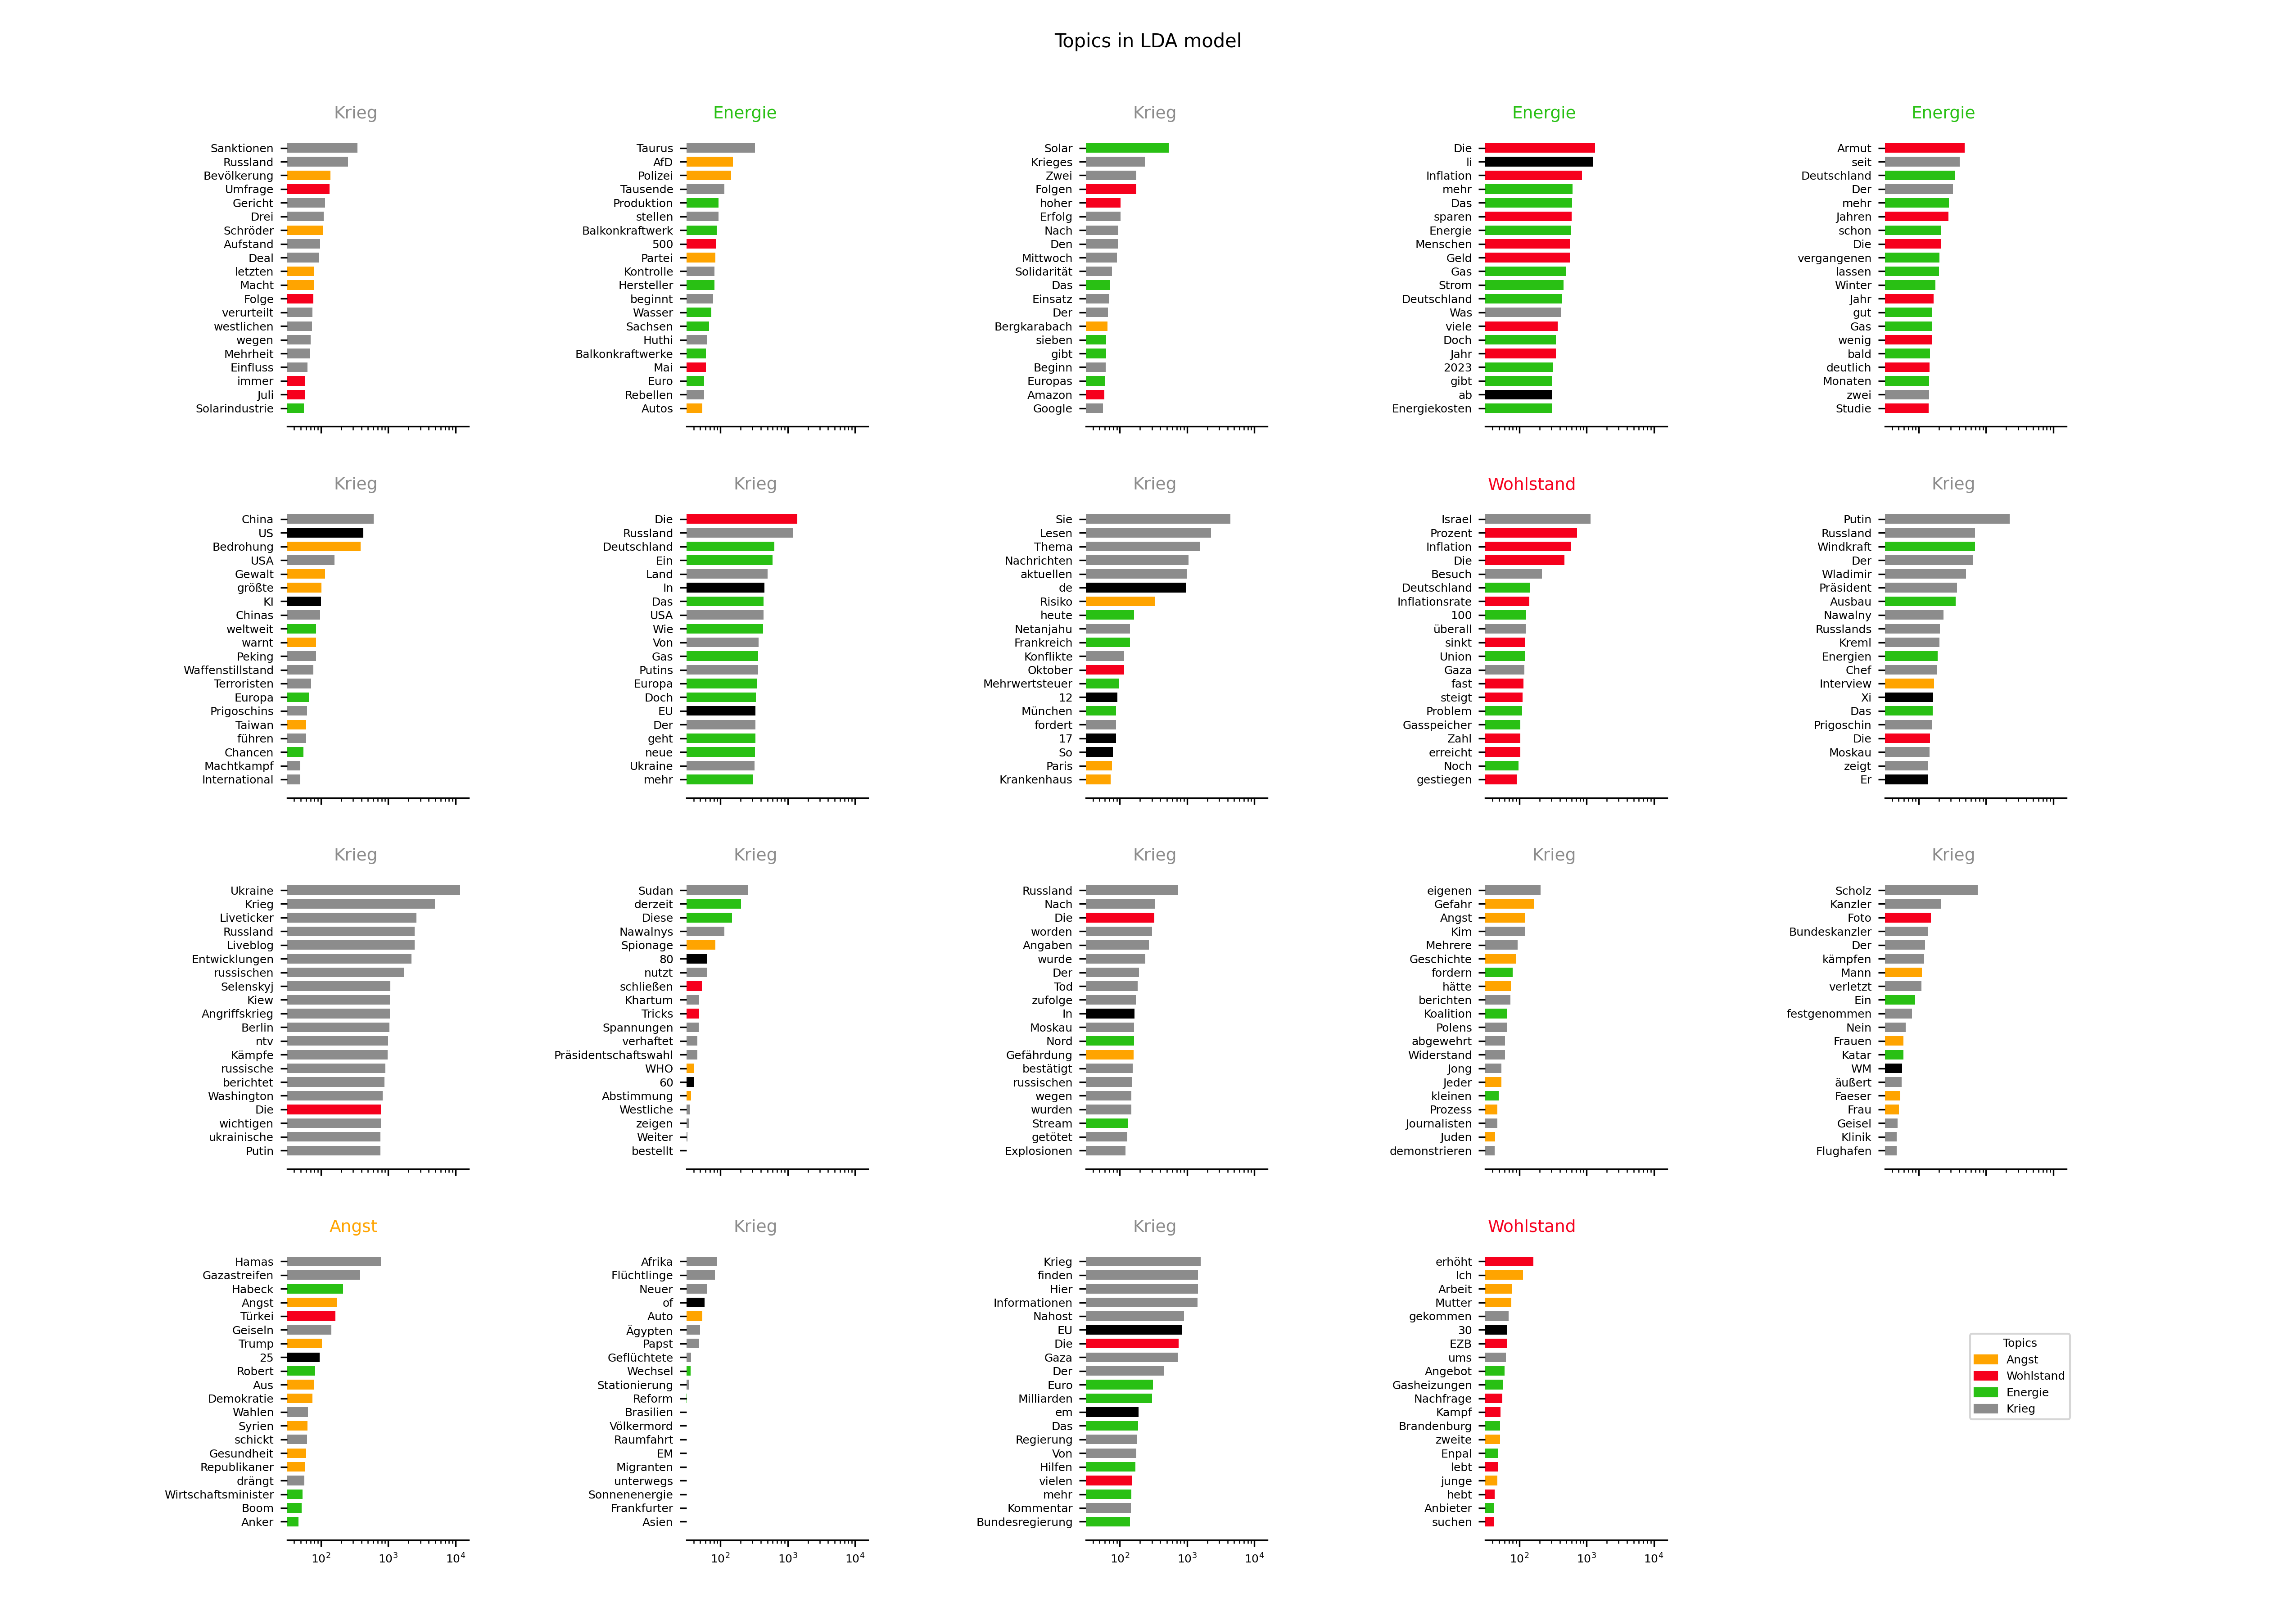 Topics in LDA model
Krieg
Sanktionen
Russland
Bevölkerung
Umfrage
Gericht
Drei
Schröder
Aufstand
Deal
letzten
Macht
Folge
verurteilt
westlichen
wegen
Mehrheit
Einfluss
immer
Juli
Solarindustrie
Energie
Taurus
AfD
Polizei
Tausende
Produktion
stellen
Balkonkraftwerk
500
Partei
Kontrolle
Hersteller
beginnt
Wasser
Sachsen
Huthi
Balkonkraftwerke
Mai
Euro
Rebellen
Autos
Krieg
Solar
Krieges
Zwei
Folgen
hoher
Erfolg
Nach
Den
Mittwoch
Solidarität
Das
Einsatz
Der
Bergkarabach
sieben
gibt
Beginn
Europas
Amazon
Google
Energie
Die
li
Inflation
mehr
Das
sparen
Energie
Menschen
Geld
Gas
Strom
Deutschland
Was
viele
Doch
Jahr
2023
gibt
ab
Energiekosten
Energie
Armut
seit
Deutschland
Der
mehr
Jahren
schon
Die
vergangenen
lassen
Winter
Jahr
gut
Gas
wenig
bald
deutlich
Monaten
zwei
Studie
Krieg
China
US
Bedrohung
USA
Gewalt
größte
KI
Chinas
weltweit
warnt
Peking
Waffenstillstand
Terroristen
Europa
Prigoschins
Taiwan
führen
Chancen
Machtkampf
International
Krieg
Die
Russland
Deutschland
Ein
Land
In
Das
USA
Wie
Von
Gas
Putins
Europa
Doch
EU
Der
geht
neue
Ukraine
mehr
Krieg
Sie
Lesen
Thema
Nachrichten
aktuellen
de
Risiko
heute
Netanjahu
Frankreich
Konflikte
Oktober
Mehrwertsteuer
12
München
fordert
17
So
Paris
Krankenhaus
Wohlstand
Israel
Prozent
Inflation
Die
Besuch
Deutschland
Inflationsrate
100
überall
sinkt
Union
Gaza
fast
steigt
Problem
Gasspeicher
Zahl
erreicht
Noch
gestiegen
Krieg
Putin
Russland
Windkraft
Der
Wladimir
Präsident
Ausbau
Nawalny
Russlands
Kreml
Energien
Chef
Interview
Xi
Das
Prigoschin
Die
Moskau
zeigt
Er
Krieg
Ukraine
Krieg
Liveticker
Russland
Liveblog
Entwicklungen
russischen
Selenskyj
Kiew
Angriffskrieg
Berlin
ntv
Kämpfe
russische
berichtet
Washington
Die
wichtigen
ukrainische
Putin
Krieg
Sudan
derzeit
Diese
Nawalnys
Spionage
80
nutzt
schließen
Khartum
Tricks
Spannungen
verhaftet
Präsidentschaftswahl
WHO
60
Abstimmung
Westliche
zeigen
Weiter
bestellt
Krieg
Russland
Nach
Die
worden
Angaben
wurde
Der
Tod
zufolge
In
Moskau
Nord
Gefährdung
bestätigt
russischen
wegen
wurden
Stream
getötet
Explosionen
Krieg
eigenen
Gefahr
Angst
Kim
Mehrere
Geschichte
fordern
hätte
berichten
Koalition
Polens
abgewehrt
Widerstand
Jong
Jeder
kleinen
Prozess
Journalisten
Juden
demonstrieren
Krieg
Scholz
Kanzler
Foto
Bundeskanzler
Der
kämpfen
Mann
verletzt
Ein
festgenommen
Nein
Frauen
Katar
WM
äußert
Faeser
Frau
Geisel
Klinik
Flughafen
Angst
Hamas
Gazastreifen
Habeck
Angst
Türkei
Geiseln
Trump
25
Robert
Aus
Demokratie
Wahlen
Syrien
schickt
Gesundheit
Republikaner
drängt
Wirtschaftsminister
Boom
Anker
10² 10³ 10⁴
Krieg
Afrika
Flüchtlinge
Neuer
of
Auto
Ägypten
Papst
Geflüchtete
Wechsel
Stationierung
Reform
Brasilien
Völkermord
Raumfahrt
EM
Migranten
unterwegs
Sonnenenergie
Frankfurter
Asien
10² 10³ 10⁴
Krieg
Krieg
finden
Hier
Informationen
Nahost
EU
Die
Gaza
Der
Euro
Milliarden
em
Das
Regierung
Von
Hilfen
vielen
mehr
Kommentar
Bundesregierung
10² 10³ 10⁴
Wohlstand
erhöht
Ich
Arbeit
Mutter
gekommen
30
EZB
ums
Angebot
Gasheizungen
Nachfrage
Kampf
Brandenburg
zweite
Enpal
lebt
junge
hebt
Anbieter
suchen
10² 10³ 10⁴
Topics
Angst
Wohlstand
Energie
Krieg